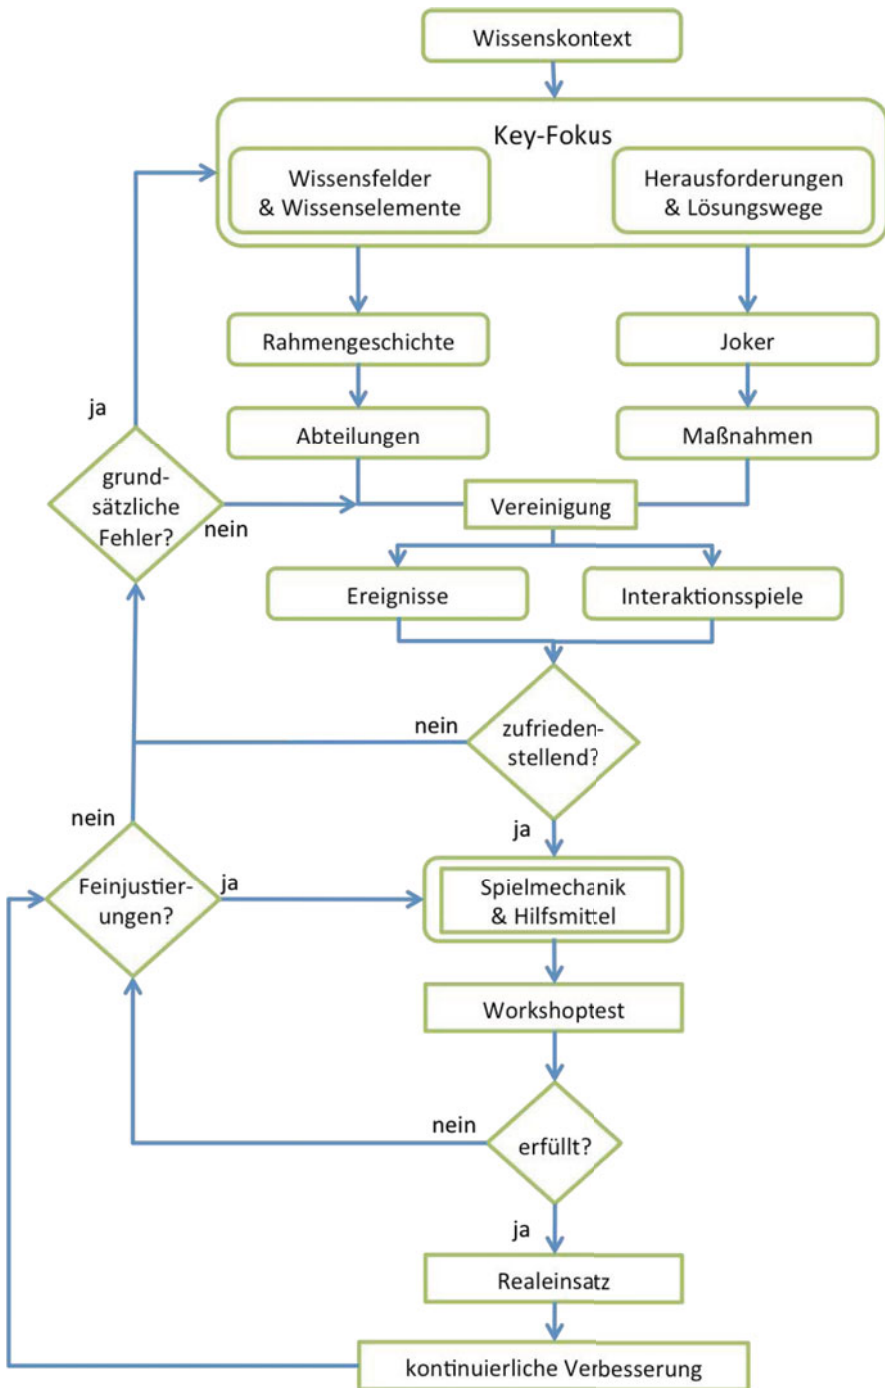 Wissenskontext
Key-Fokus
Wissensfelder
& Wissenselemente
Herausforderungen
& Lösungswege
Rahmengeschichte
Joker
ja
Abteilungen
Maßnahmen
grund-
sätzliche
Fehler?
nein
Vereinigung
Ereignisse
Interaktionsspiele
nein
zufrieden-
stellend?
nein
ja
Feinjustier-
ungen?
ja
Spielmechanik
& Hilfsmittel
Workshoptest
nein
erfüllt?
ja
Realeinsatz
kontinuierliche Verbesserung